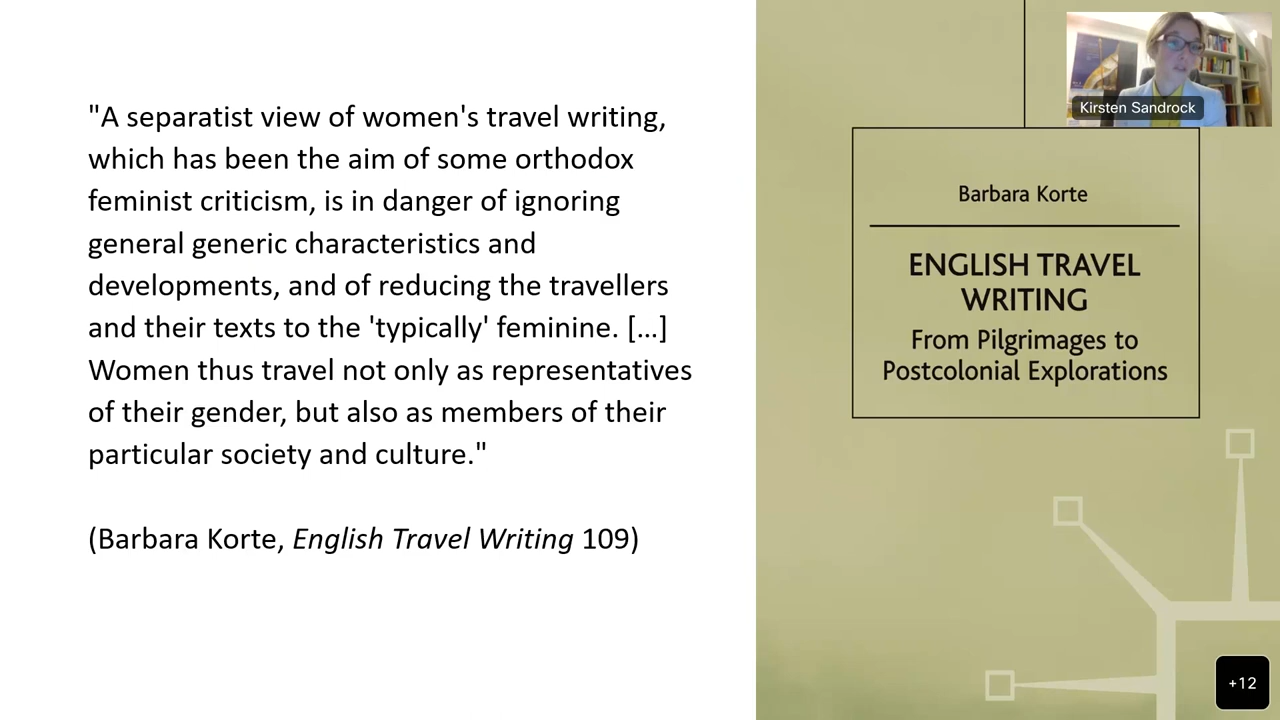 "A separatist view of women's travel writing,
which has been the aim of some orthodox
feminist criticism, is in danger of ignoring
general generic characteristics and
developments, and of reducing the travellers
and their texts to the 'typically' feminine. […]
Women thus travel not only as representatives
of their gender, but also as members of their
particular society and culture."
(Barbara Korte, English Travel Writing 109)
Kirsten Sandrock
Barbara Korte
ENGLISH TRAVEL
WRITING
From Pilgrimages to
Postcolonial Explorations
+12